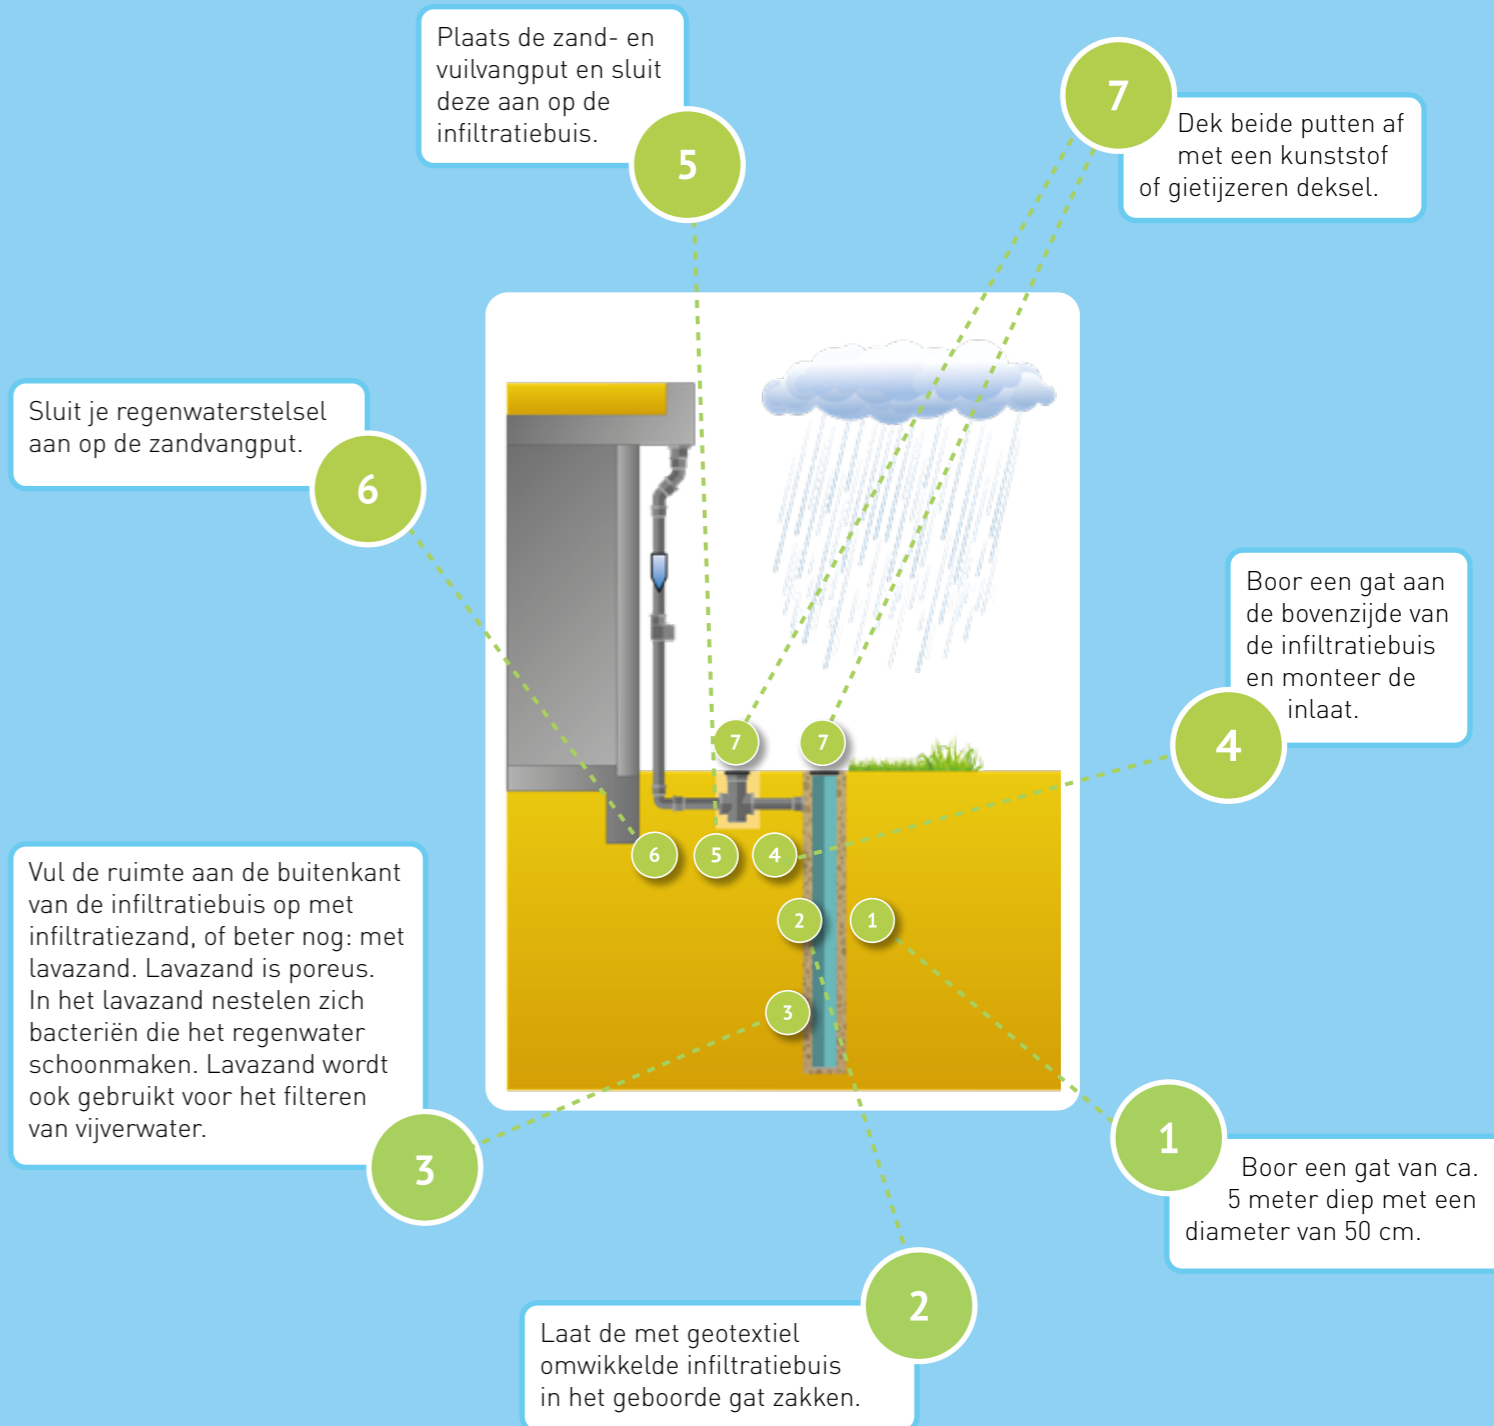 Plaats de zand- en
vuilvangput en sluit
deze aan op de
infiltratiebuis.
5
7
Dek beide putten af
met een kunststof
of gietijzeren deksel.
Sluit je regenwaterstelsel
aan op de zandvangput.
6
Boor een gat aan
de bovenzijde van
de infiltratiebuis
en monteer de
inlaat.
4
7
7
6
5
4
2
1
3
Vul de ruimte aan de buitenkant
van de infiltratiebuis op met
infiltratiezand, of beter nog: met
lavazand. Lavazand is poreus.
In het lavazand nestelen zich
bacteriën die het regenwater
schoonmaken. Lavazand wordt
ook gebruikt voor het filteren
van vijverwater.
3
1
Boor een gat van ca.
5 meter diep met een
diameter van 50 cm.
2
Laat de met geotextiel
omwikkelde infiltratiebuis
in het geboorde gat zakken.